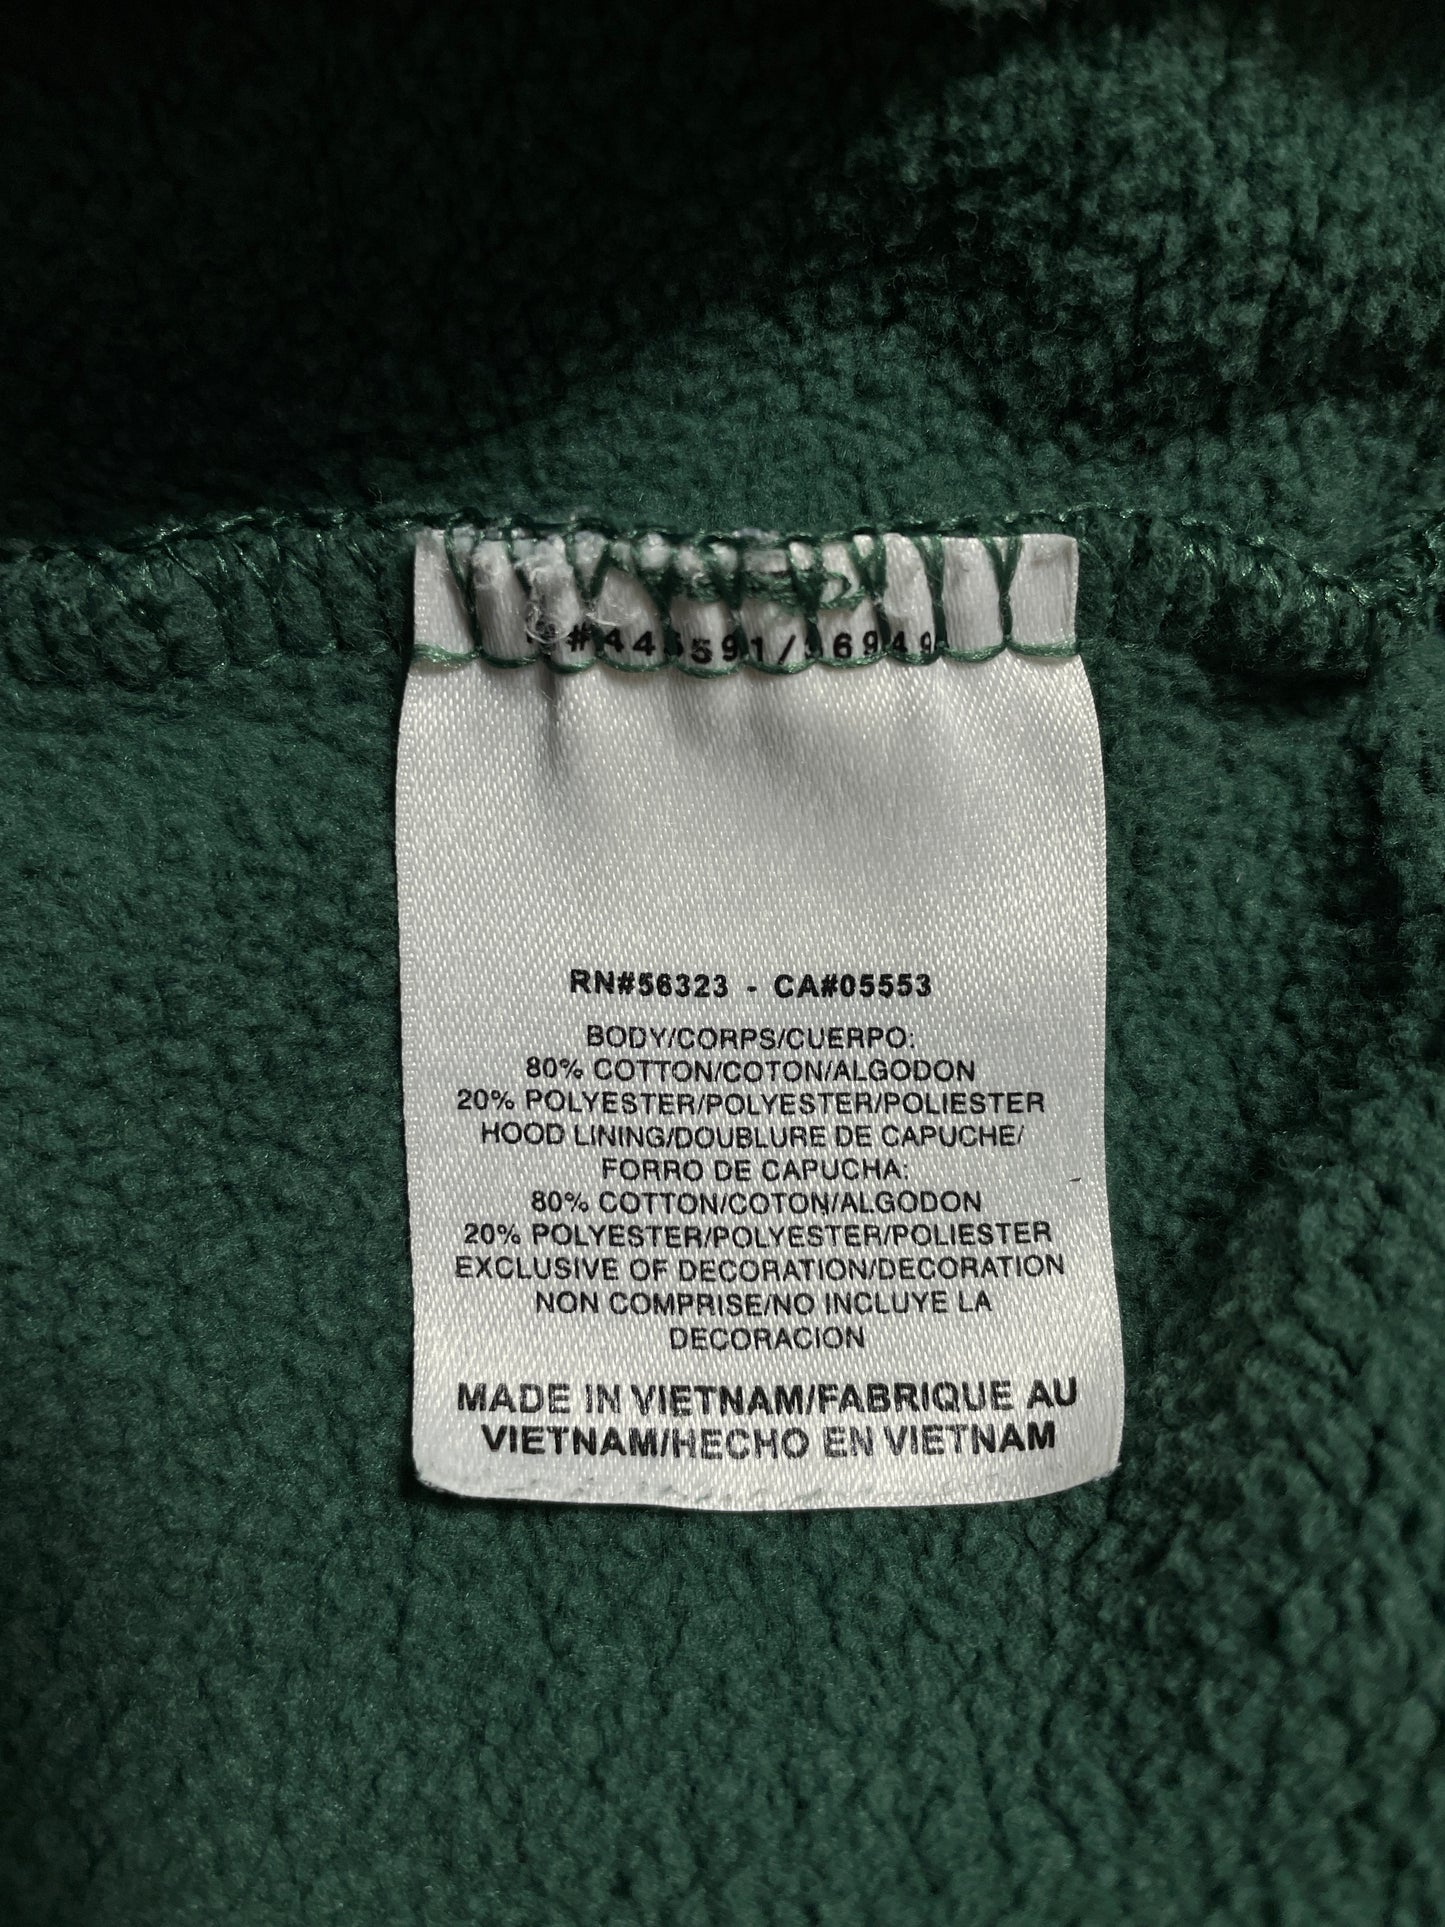 RN#56323 - CA#05553
BODY/CORPS/CUERPO:
80% COTTON/COTON/ALGODON
20% POLYESTER/POLYESTER/POLIESTER
HOOD LINING/DOUBLURE DE CAPUCHE/
FORRO DE CAPUCHA:
80% COTTON/COTON/ALGODON
20% POLYESTER/POLYESTER/POLIESTER
EXCLUSIVE OF DECORATION/DECORATION
NON COMPRISE/NO INCLUYE LA
DECORACION
MADE IN VIETNAM/FABRIQUE AU
VIETNAM/HECHO EN VIETNAM